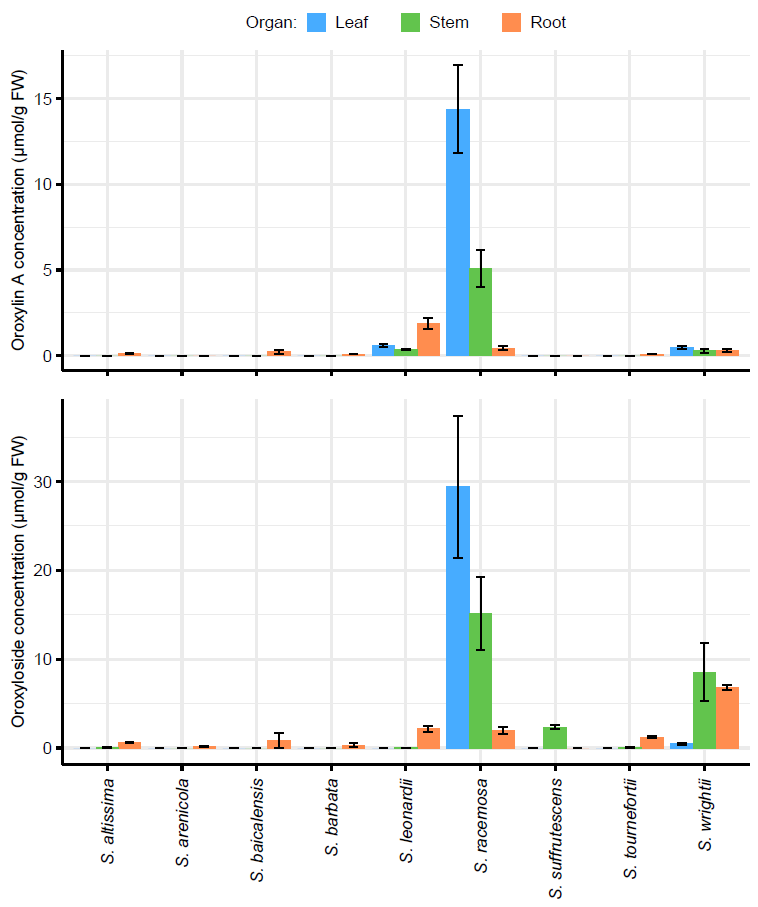 Organ: Leaf Stem Root
Oroxylin A concentration (µmol/g FW)
15
10
5
0
Oroxyloside concentration (µmol/g FW)
30
20
10
0
S. altissima
S. arenicola
S. baicalensis
S. barbata
S. leonardii
S. racemosa
S. suffrutescens
S. tournefortii
S. wrightii